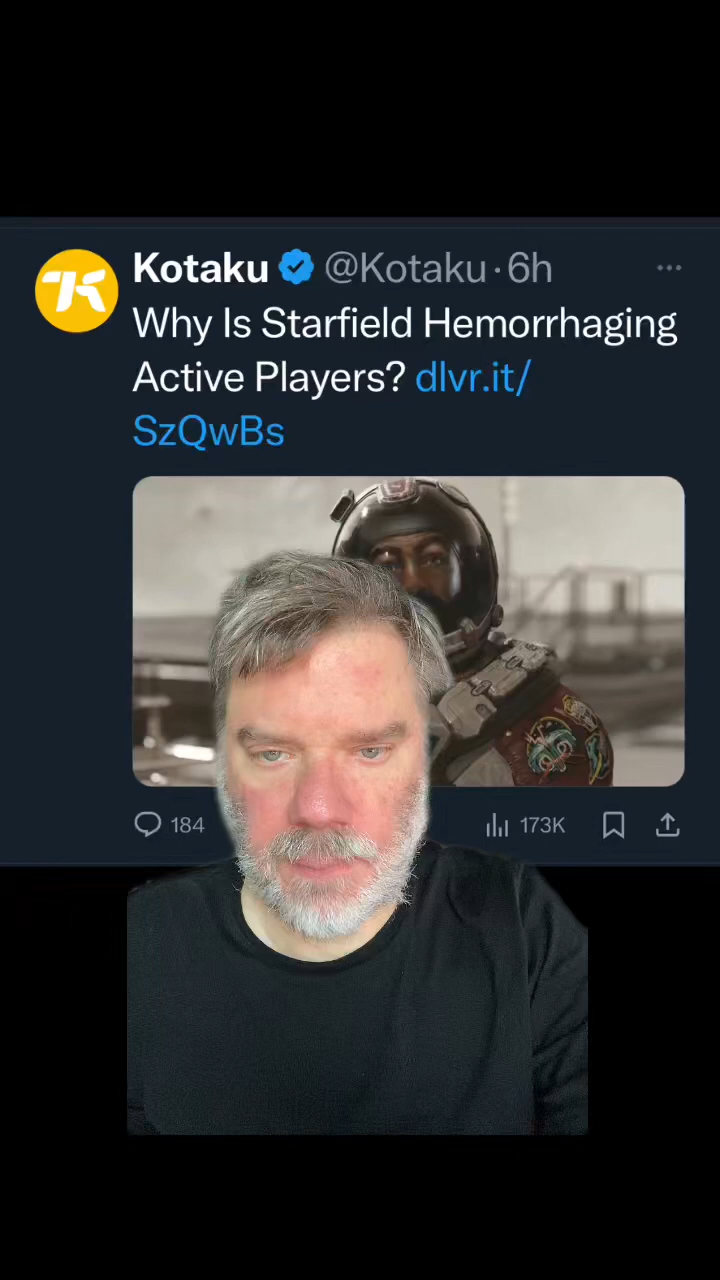 Kotaku @Kotaku · 6h
Why Is Starfield Hemorrhaging
Active Players? dlvr.it/
SzQwBs
184 173K